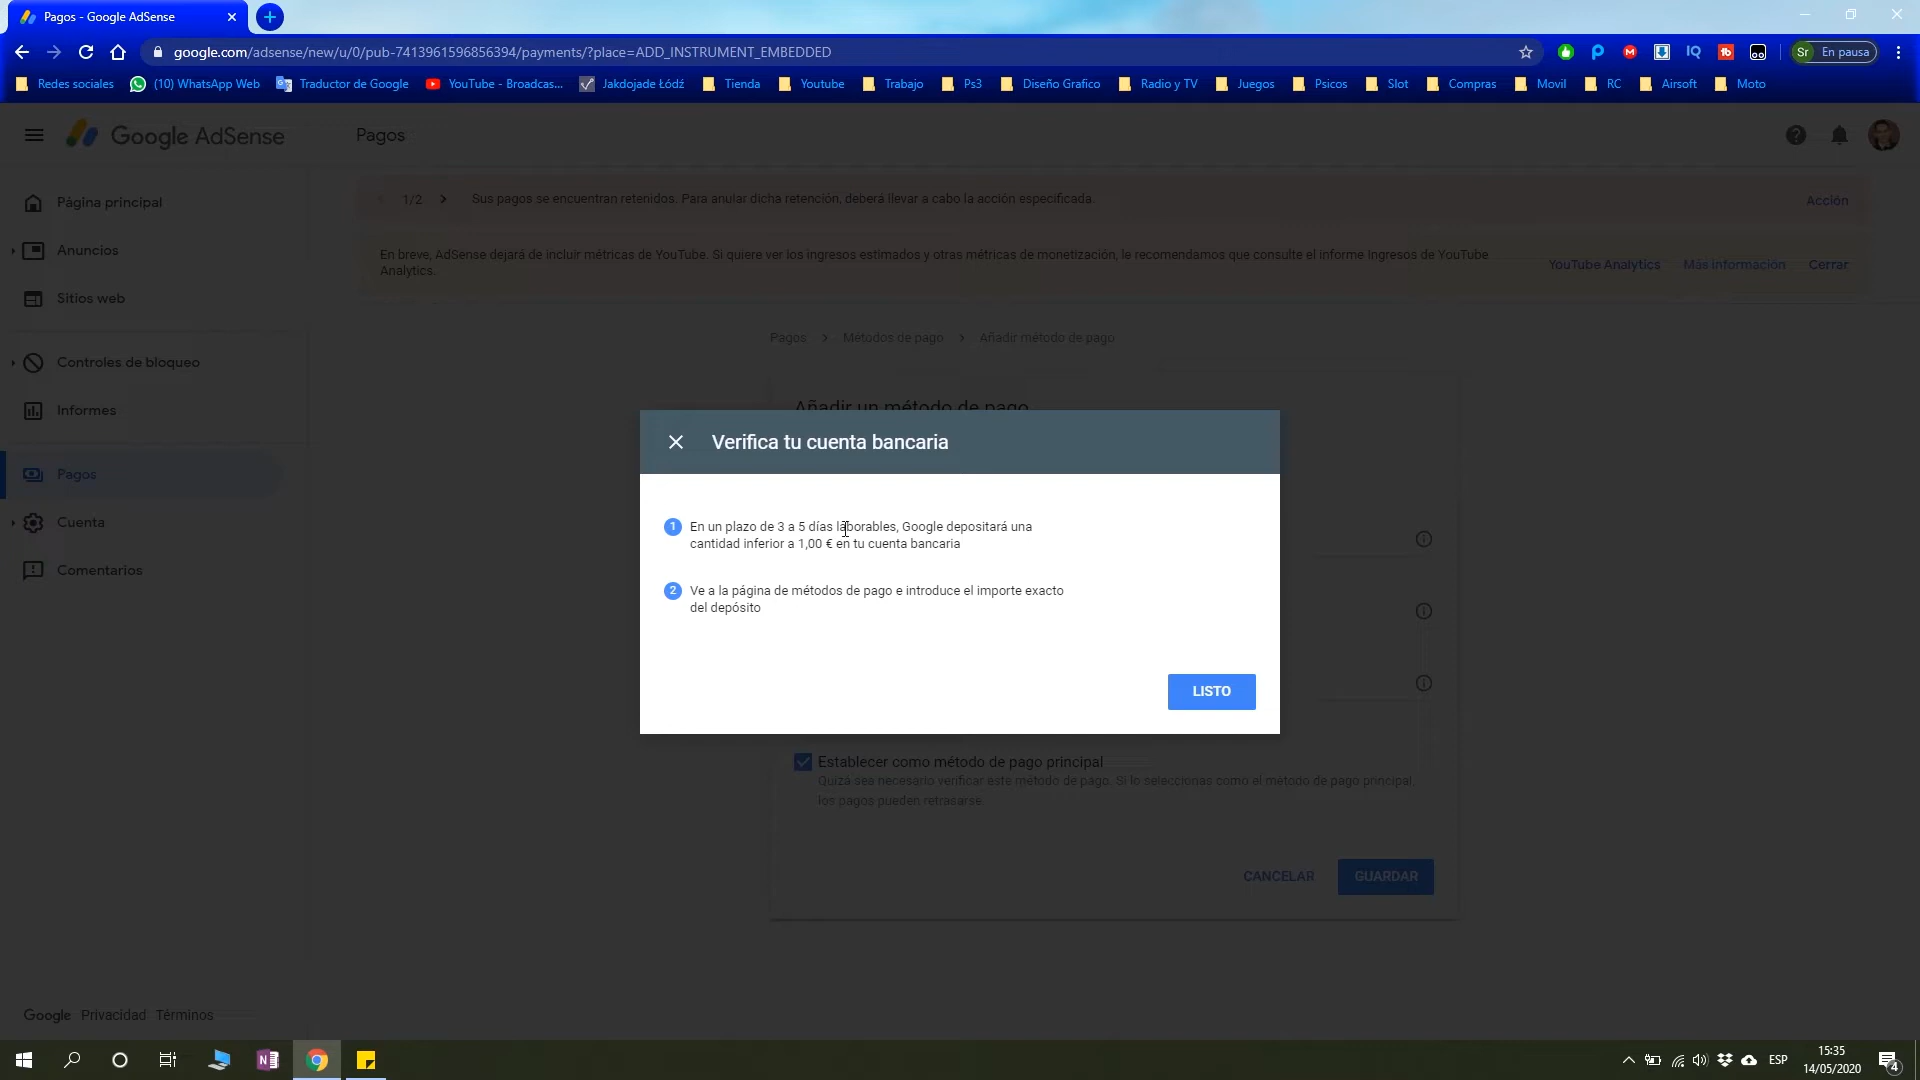 Pagos - Google AdSense
google.com/adsense/new/u/0/pub-7413961596856394/payments/?place=ADD_INSTRUMENT_EMBEDDED
Sr En pausa
Redes sociales (10) WhatsApp Web Traductor de Google YouTube - Broadcas... Jakdojade Łódź Tienda Youtube Trabajo Ps3 Diseño Grafico Radio y TV Juegos Psicos Slot Compras Movil RC Airsoft Moto
Google AdSense
Pagos
Página principal
Anuncios
Sitios web
Controles de bloqueo
Informes
Pagos
Cuenta
Comentarios
1/2 Sus pagos se encuentran retenidos. Para anular dicha retención, deberá llevar a cabo la acción especificada. Acción
En breve, AdSense dejará de incluir métricas de YouTube. Si quiere ver los ingresos estimados y otras métricas de monetización, le recomendamos que consulte el informe Ingresos de YouTube
Analytics.
YouTube Analytics Más información Cerrar
Pagos > Métodos de pago > Añadir método de pago
Añadir un método de pago
Verifica tu cuenta bancaria
1 En un plazo de 3 a 5 días laborables, Google depositará una
cantidad inferior a 1,00 € en tu cuenta bancaria
2 Ve a la página de métodos de pago e introduce el importe exacto
del depósito
LISTO
Establecer como método de pago principal
Quizá sea necesario verificar este método de pago. Si lo seleccionas como el método de pago principal,
los pagos pueden retrasarse.
CANCELAR GUARDAR
Google Privacidad Términos
ESP
15:35
14/05/2020
4